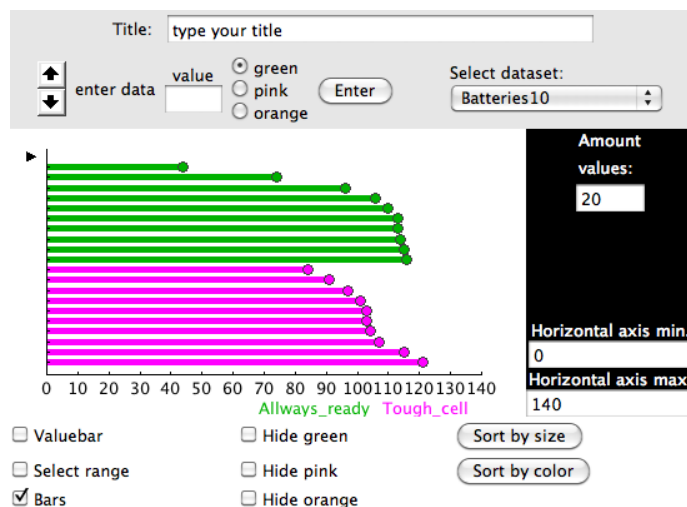 Title: type your title
enter data value green pink orange Enter
Select dataset:
Batteries10
Amount
values:
20
Horizontal axis min.
0
Horizontal axis max
140
0 10 20 30 40 50 60 70 80 90 100 110 120 130 140
Allways_ready Tough_cell
Valuebar Hide green Sort by size
Select range Hide pink Sort by color
Bars Hide orange